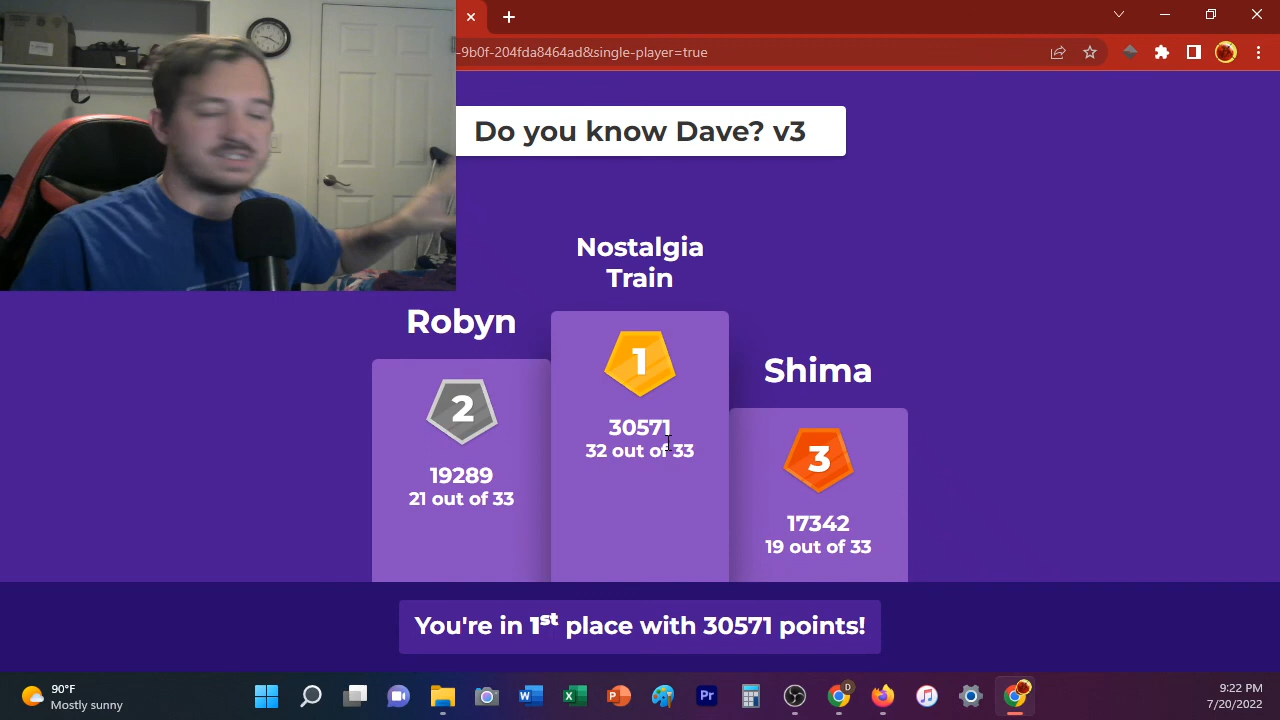 -9b0f-204fda8464ad&single-player=true
Do you know Dave? v3
Nostalgia
Train
Robyn
Shima
1
2
3
30571
32 out of 33
19289
21 out of 33
17342
19 out of 33
You're in 1st place with 30571 points!
90°F
Mostly sunny
W
X
P
Pr
D
9:22 PM
7/20/2022